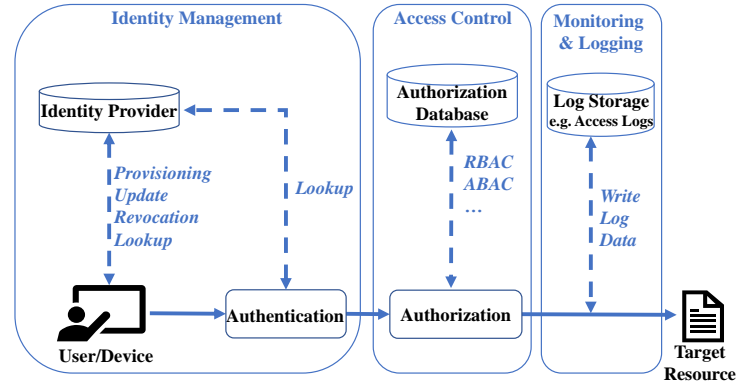 Identity Management
Identity Provider
Provisioning
Update
Revocation
Lookup
Lookup
User/Device
Authentication
Access Control
Authorization
Database
RBAC
ABAC
...
Authorization
Monitoring
& Logging
Log Storage
e.g. Access Logs
Write
Log
Data
Target
Resource